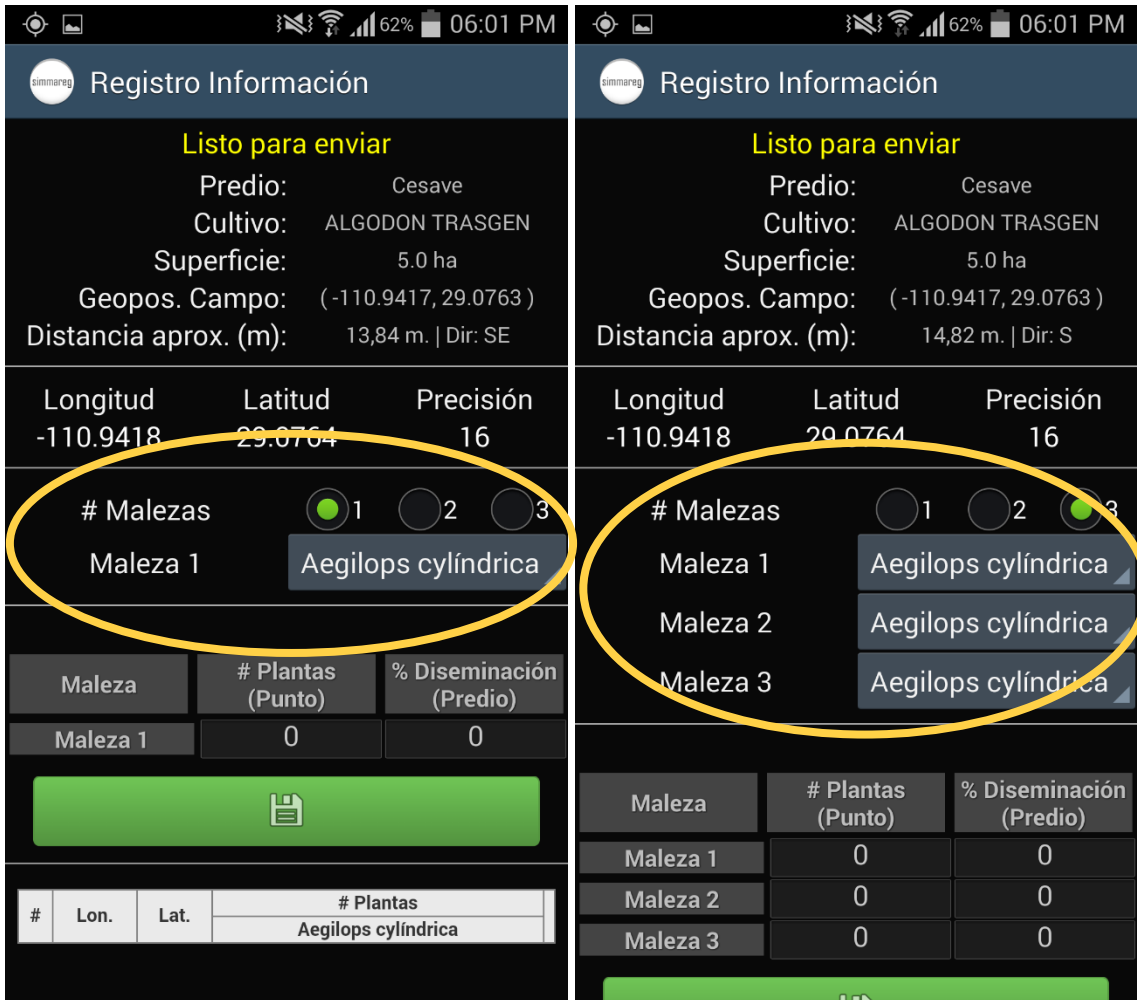 62% 06:01 PM
simmareg Registro Información
Listo para enviar
Predio: Cesave
Cultivo: ALGODON TRASGEN
Superficie: 5.0 ha
Geopos. Campo: ( -110.9417, 29.0763 )
Distancia aprox. (m): 13,84 m. | Dir: SE
Longitud Latitud Precisión
-110.9418 29.0764 16
# Malezas 1 2 3
Maleza 1 Aegilops cylíndrica
Maleza # Plantas (Punto) % Diseminación (Predio)
Maleza 1 0 0
# Lon. Lat. # Plantas
Aegilops cylíndrica
62% 06:01 PM
simmareg Registro Información
Listo para enviar
Predio: Cesave
Cultivo: ALGODON TRASGEN
Superficie: 5.0 ha
Geopos. Campo: ( -110.9417, 29.0763 )
Distancia aprox. (m): 14,82 m. | Dir: S
Longitud Latitud Precisión
-110.9418 29.0764 16
# Malezas 1 2 3
Maleza 1 Aegilops cylíndrica
Maleza 2 Aegilops cylíndrica
Maleza 3 Aegilops cylíndrica
Maleza # Plantas (Punto) % Diseminación (Predio)
Maleza 1 0 0
Maleza 2 0 0
Maleza 3 0 0